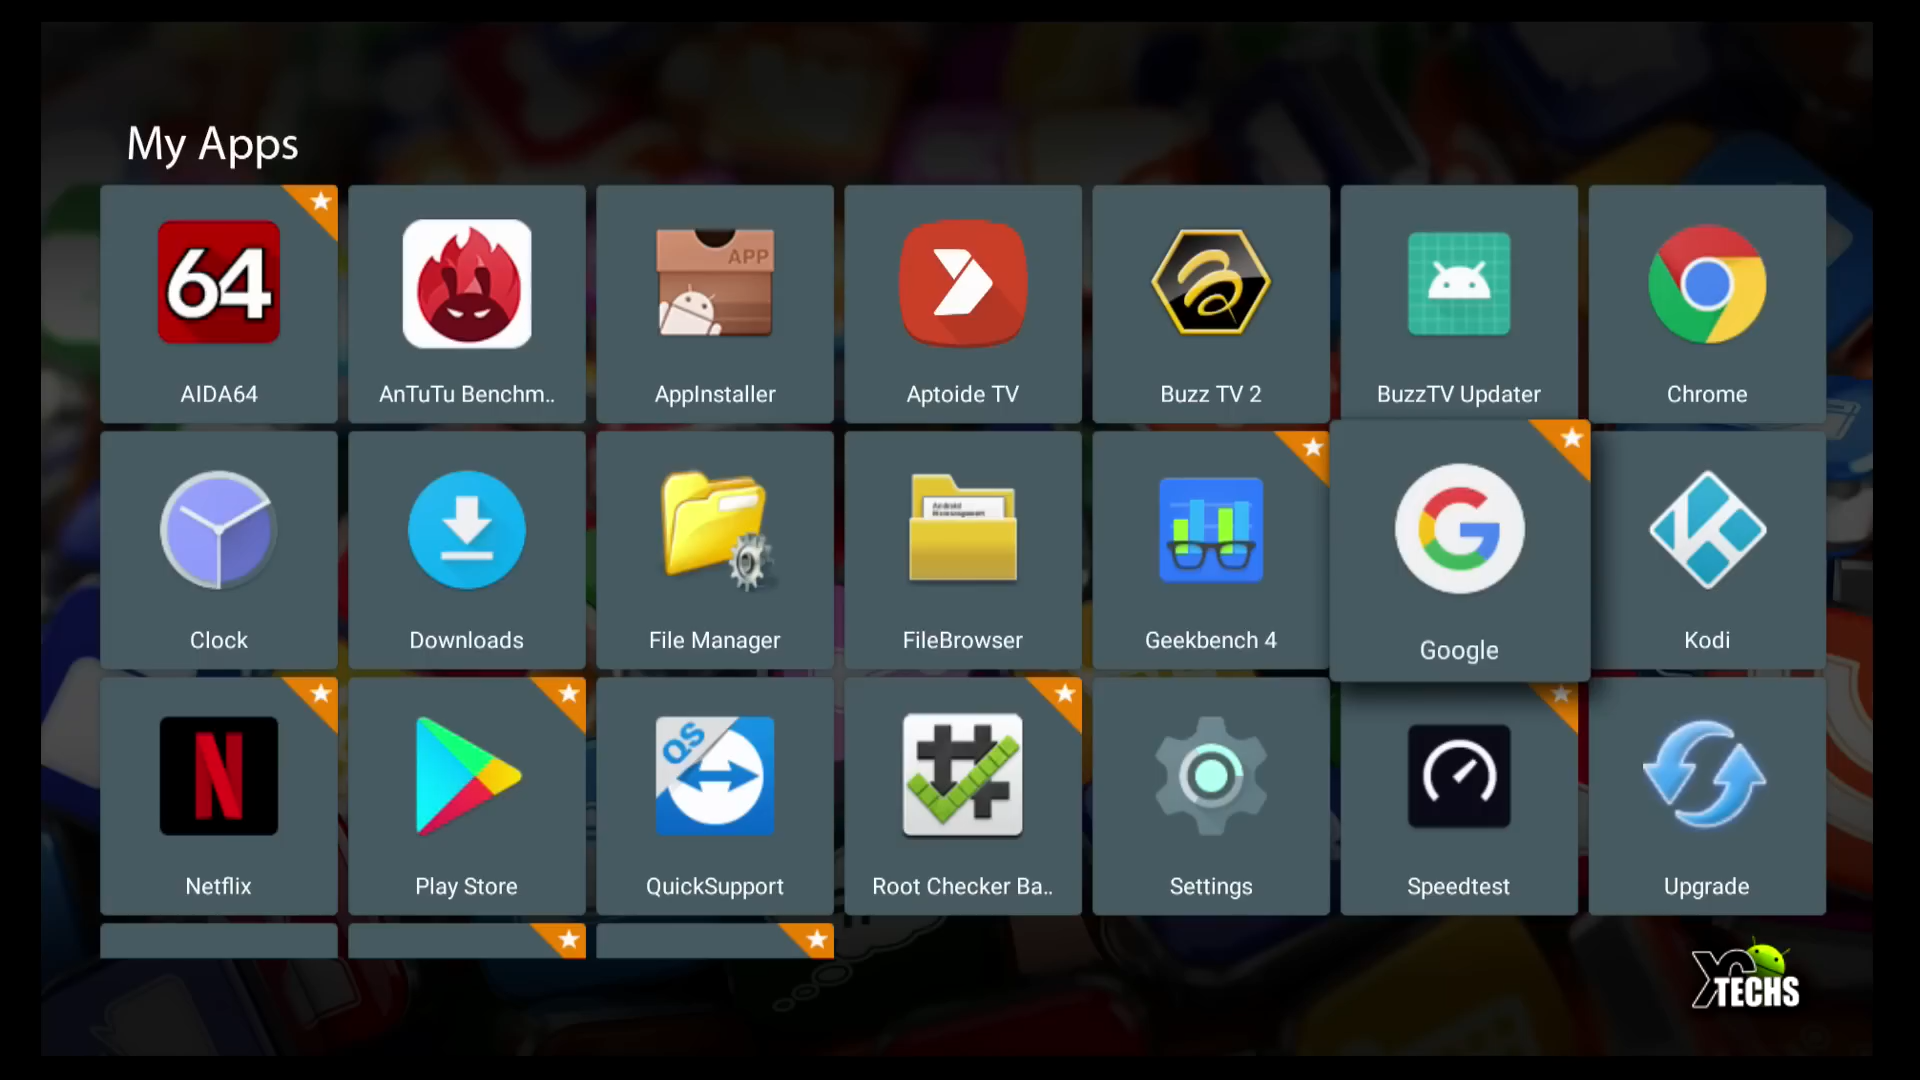 My Apps
64
APP
AIDA64
AnTuTu Benchm..
AppInstaller
Aptoide TV
Buzz TV 2
BuzzTV Updater
Chrome
Clock
Downloads
File Manager
FileBrowser
Geekbench 4
Google
Kodi
QS
Netflix
Play Store
QuickSupport
Root Checker Ba..
Settings
Speedtest
Upgrade
TECHS